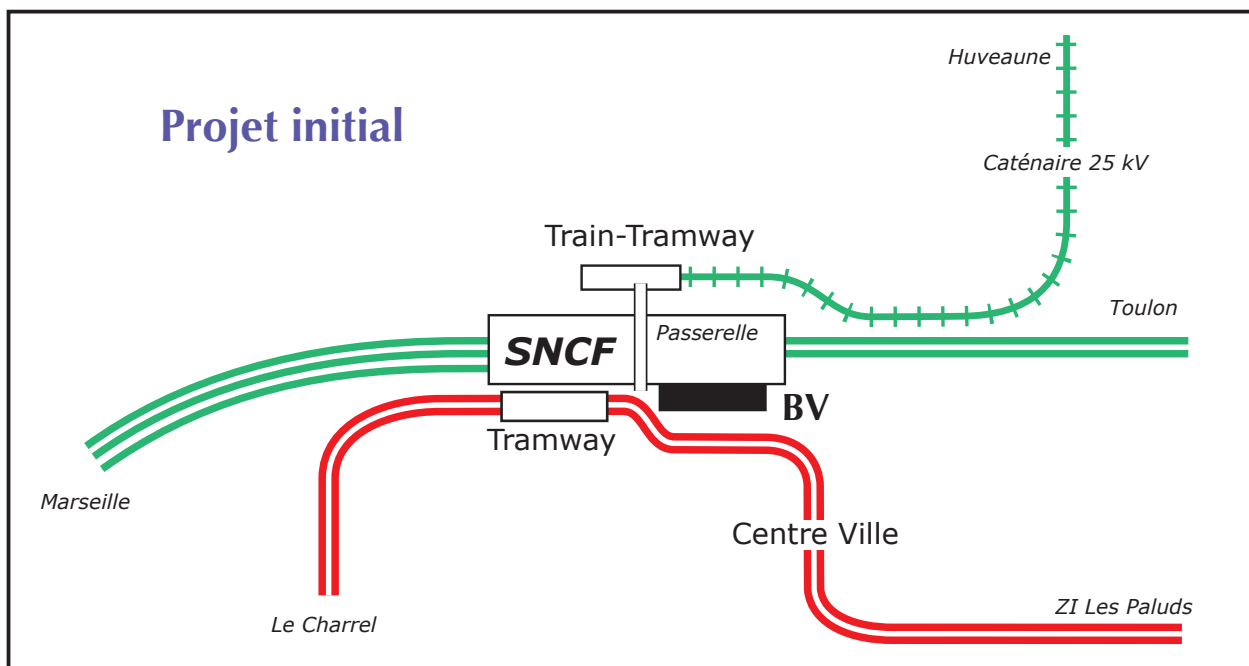 Huveaune
Projet initial
Caténaire 25 kV
Train-Tramway
Toulon
SNCF
Passerelle
BV
Tramway
Marseille
Centre Ville
Le Charrel
ZI Les Paluds